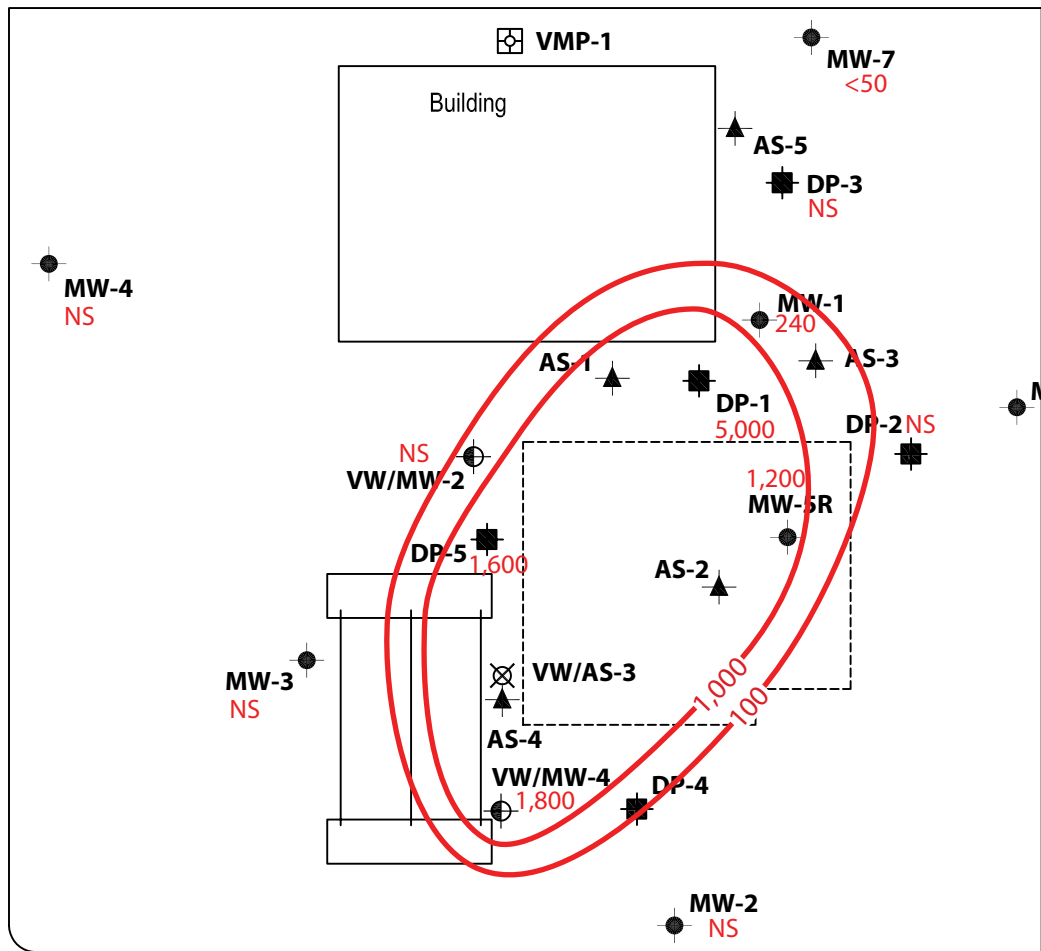 VMP-1
MW-7
<50
Building
AS-5
DP-3
NS
MW-4
NS
MW-1
240
AS-1
AS-3
DP-1
5,000
DP-2
NS
M
NS
VW/MW-2
1,200
MW-5R
DP-5
1,600
AS-2
MW-3
NS
VW/AS-3
1,000
100
AS-4
VW/MW-4
1,800
DP-4
MW-2
NS